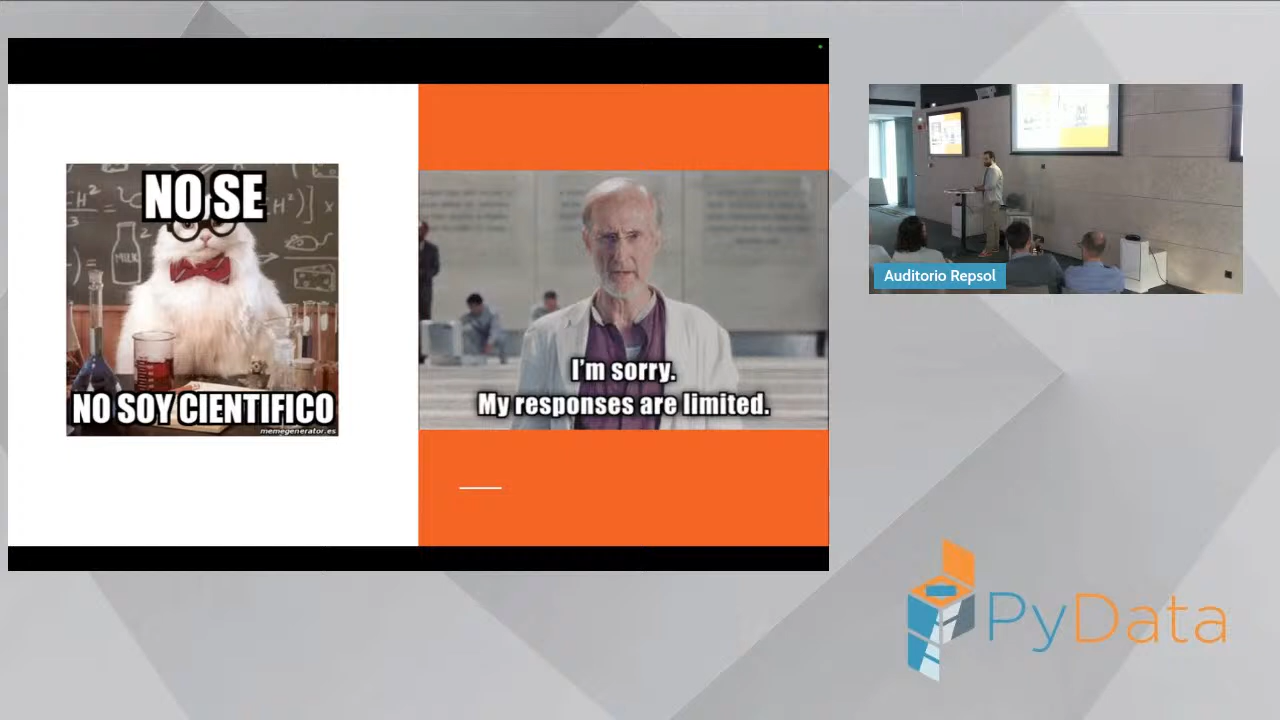 NO SE
NO SOY CIENTIFICO
memegenerator.es
I'm sorry.
My responses are limited.
Auditorio Repsol
PyData